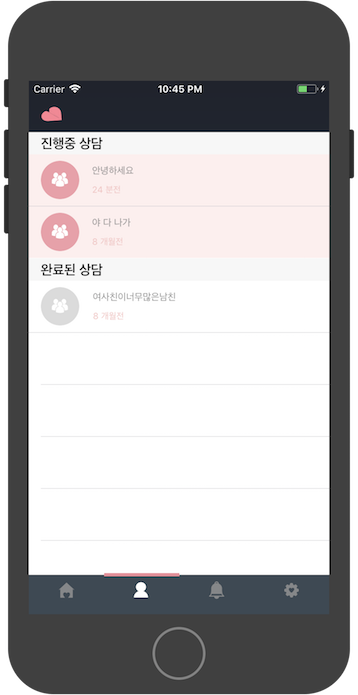 Carrier 10:45 PM
진행중 상담
안녕하세요
24 분전
야 다 나가
8 개월전
완료된 상담
여사친이너무많은남친
8 개월전